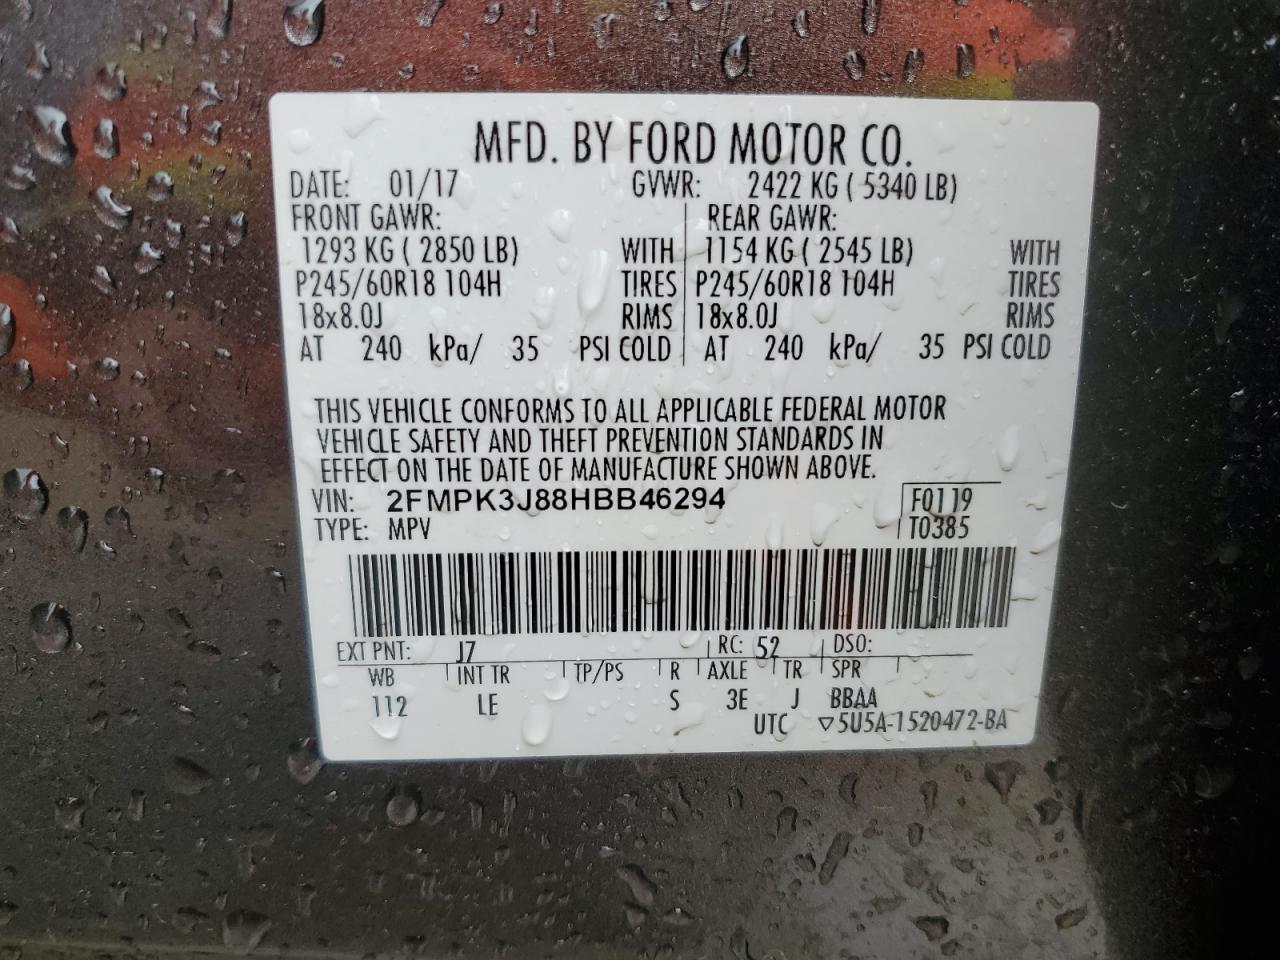 MFD. BY FORD MOTOR CO.
DATE: 01/17 GVWR: 2422 KG ( 5340 LB)
FRONT GAWR: REAR GAWR:
1293 KG ( 2850 LB) WITH 1154 KG ( 2545 LB) WITH
P245/60R18 104H TIRES P245/60R18 104H TIRES
18x8.0J RIMS 18x8.0J RIMS
AT 240 kPa/ 35 PSI COLD AT 240 kPa/ 35 PSI COLD
THIS VEHICLE CONFORMS TO ALL APPLICABLE FEDERAL MOTOR
VEHICLE SAFETY AND THEFT PREVENTION STANDARDS IN
EFFECT ON THE DATE OF MANUFACTURE SHOWN ABOVE.
VIN: 2FMPK3J88HBB46294 F0119
TYPE: MPV T0385
EXT PNT: J7 RC: 52 DSO:
WB INT TR TP/PS R AXLE TR SPR
112 LE S 3E J BBAA
UTC ▽5U5A-1520472-BA